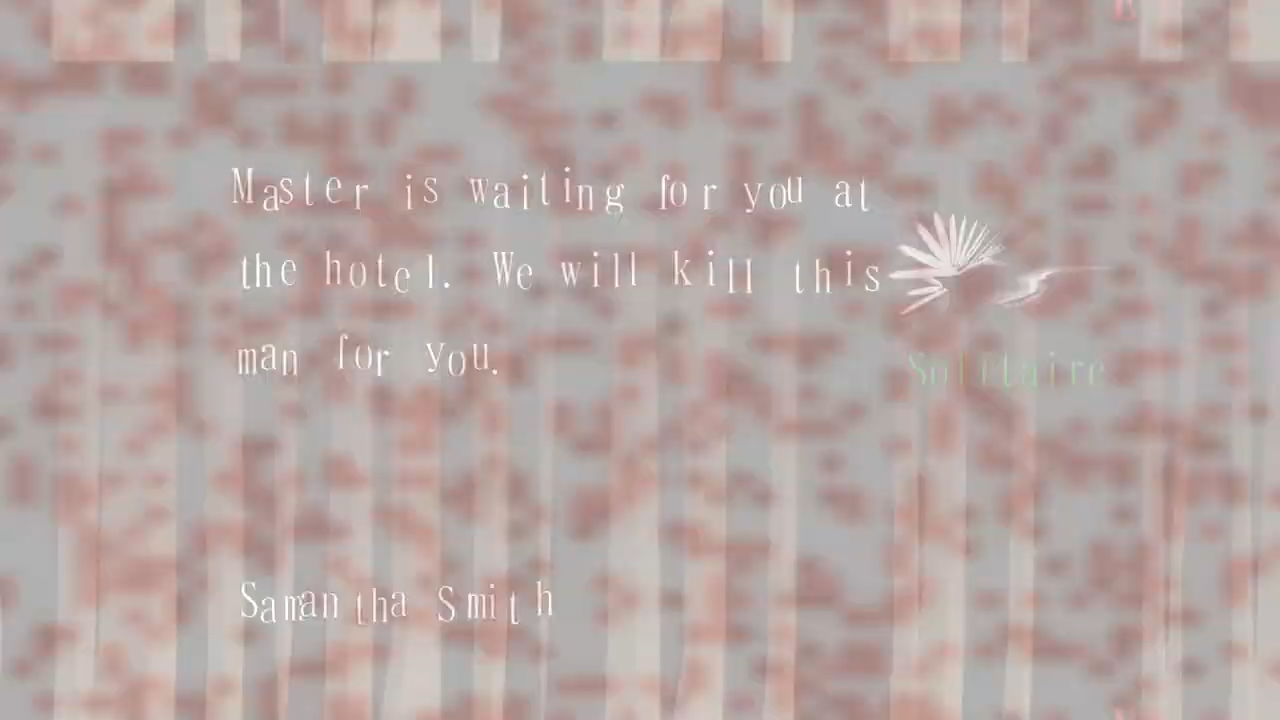 Master is waiting for you at
the hotel. We will kill this
man for you.
Solitaire
Samantha Smith